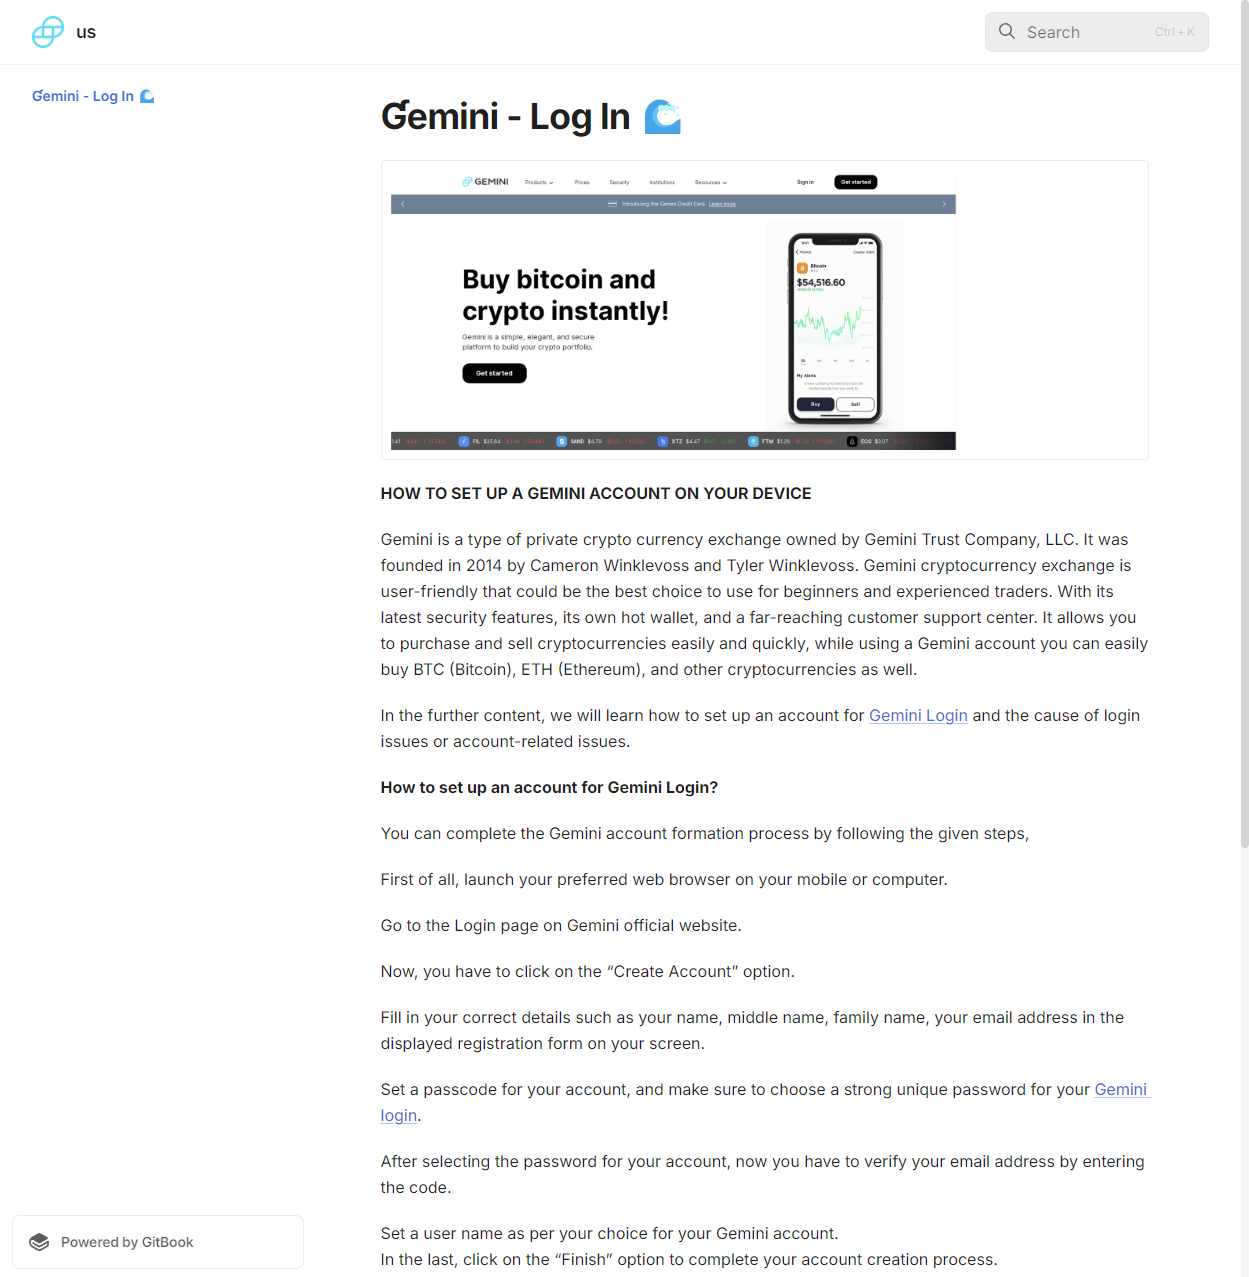 us
Search
Ctrl + K
Ɠemini - Log In 🌊
Ɠemini - Log In 🌊
GEMINI
Products
Prices
Security
Institutions
Resources
Sign in
Get started
Introducing the Gemini Credit Card. Learn more
Buy bitcoin and
crypto instantly!
Gemini is a simple, elegant, and secure
platform to build your crypto portfolio.
Get started
9:41
Market
Create Alert
Bitcoin
BTC
$54,516.60
My Alerts
Buy
Sell
FIL $35.84
SAND $4.79
XTZ $4.47
FTM $1.26
EOS $3.07
HOW TO SET UP A GEMINI ACCOUNT ON YOUR DEVICE
Gemini is a type of private crypto currency exchange owned by Gemini Trust Company, LLC. It was
founded in 2014 by Cameron Winklevoss and Tyler Winklevoss. Gemini cryptocurrency exchange is
user-friendly that could be the best choice to use for beginners and experienced traders. With its
latest security features, its own hot wallet, and a far-reaching customer support center. It allows you
to purchase and sell cryptocurrencies easily and quickly, while using a Gemini account you can easily
buy BTC (Bitcoin), ETH (Ethereum), and other cryptocurrencies as well.
In the further content, we will learn how to set up an account for Gemini Login and the cause of login
issues or account-related issues.
How to set up an account for Gemini Login?
You can complete the Gemini account formation process by following the given steps,
First of all, launch your preferred web browser on your mobile or computer.
Go to the Login page on Gemini official website.
Now, you have to click on the “Create Account” option.
Fill in your correct details such as your name, middle name, family name, your email address in the
displayed registration form on your screen.
Set a passcode for your account, and make sure to choose a strong unique password for your Gemini
login.
After selecting the password for your account, now you have to verify your email address by entering
the code.
Set a user name as per your choice for your Gemini account.
In the last, click on the “Finish” option to complete your account creation process.
Powered by GitBook